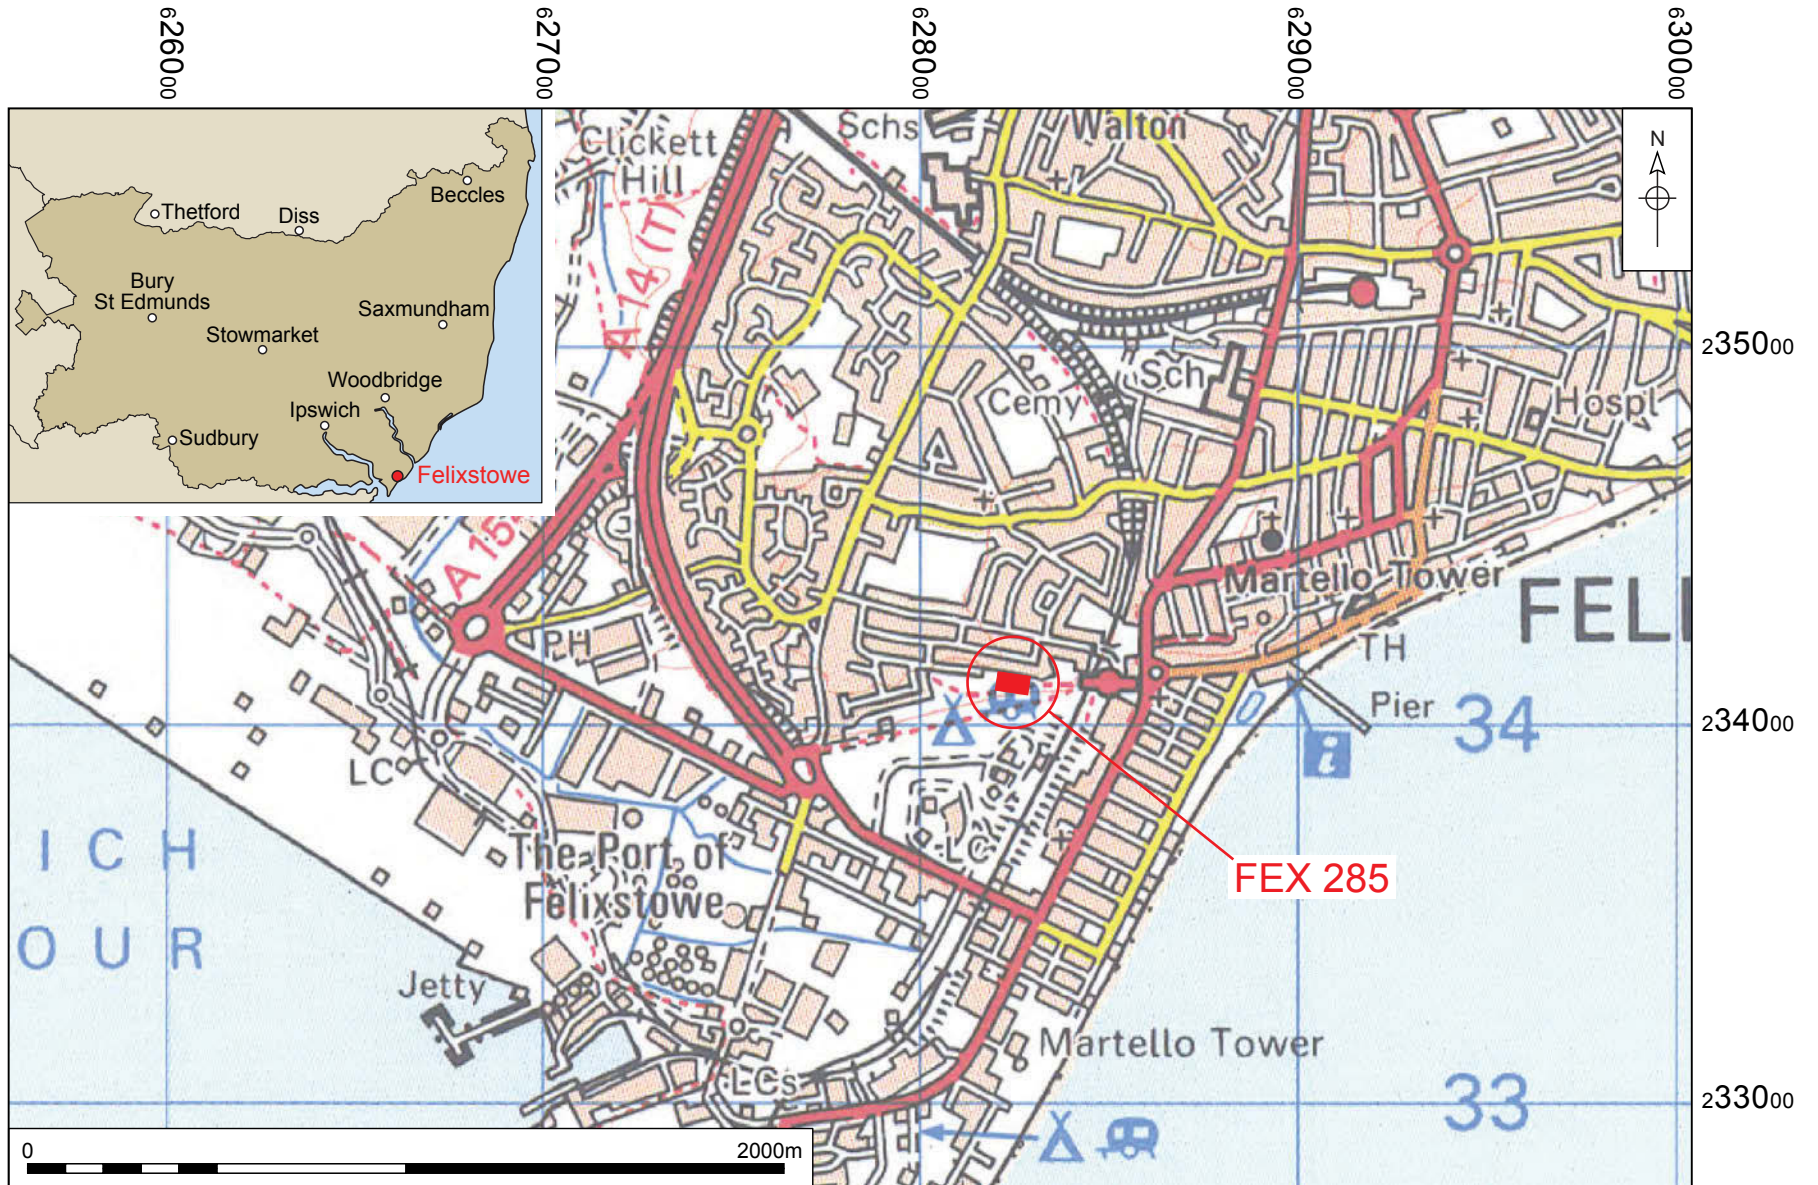 626000
627000
628000
629000
630000
N
Thetford
Diss
Beccles
Bury
St Edmunds
Saxmundham
Stowmarket
Woodbridge
Ipswich
Sudbury
Felixstowe
Clickett
Hill
Schs
Walton
A 14 (T)
Sch
Cemy
Hospl
235000
A 154
Martello Tower
FEL
PH
TH
Pier
34
234000
LC
i
LC
The Port of
Felixstowe
FEX 285
ICH
OUR
Jetty
Martello Tower
LCs
33
233000
0
2000m